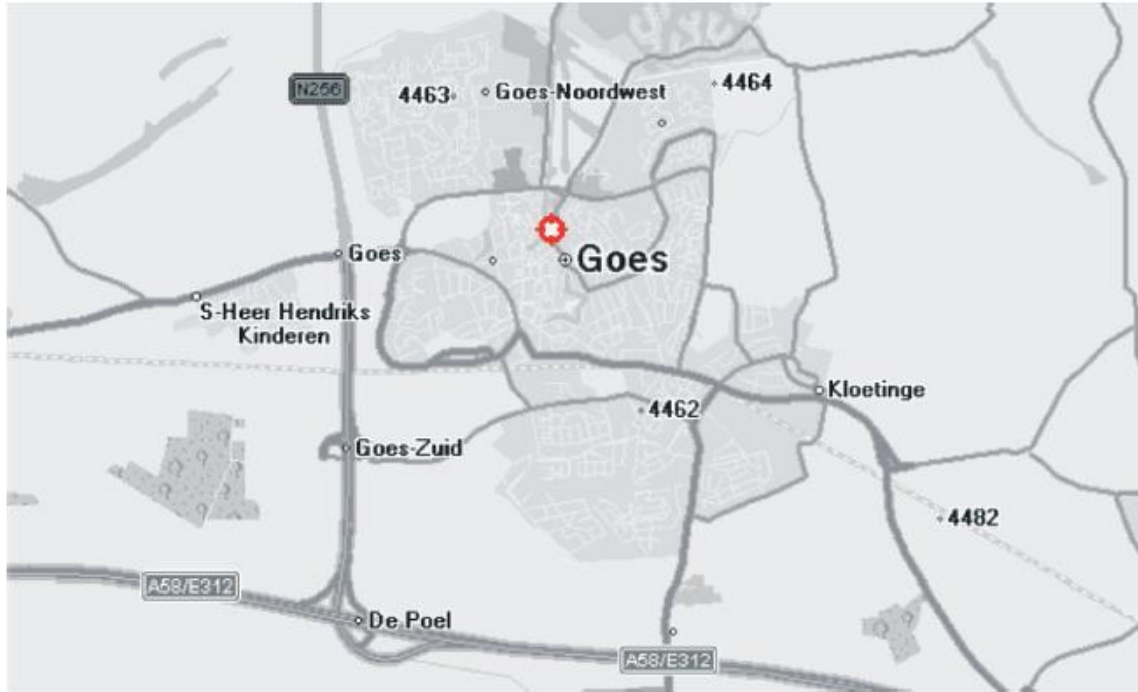 N256
4463
Goes-Noordwest
4464
Goes
Goes
S-Heer Hendriks
Kinderen
Kloetinge
4462
Goes-Zuid
4482
A58/E312
De Poel
A58/E312